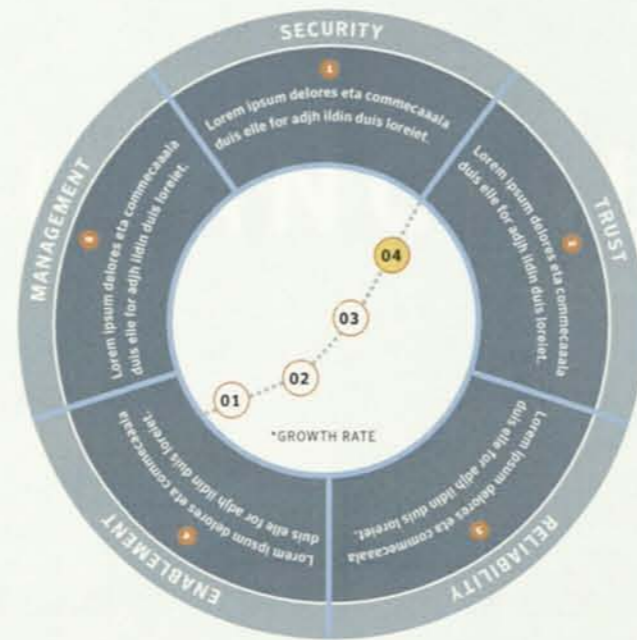 SECURITY
1
Lorem ipsum delores eta commecaaala
duis elle for adjh ildin duis loreiet.
TRUST
Lorem ipsum delores eta commecaaala
duis elle for adjh ildin duis loreiet.
RELIABILITY
Lorem ipsum delores eta commecaaala
duis elle for adjh ildin duis loreiet.
ENABLEMENT
4
Lorem ipsum delores eta commecaaala
duis elle for adjh ildin duis loreiet.
MANAGEMENT
Lorem ipsum delores eta commecaaala
duis elle for adjh ildin duis loreiet.
04
03
02
01
*GROWTH RATE